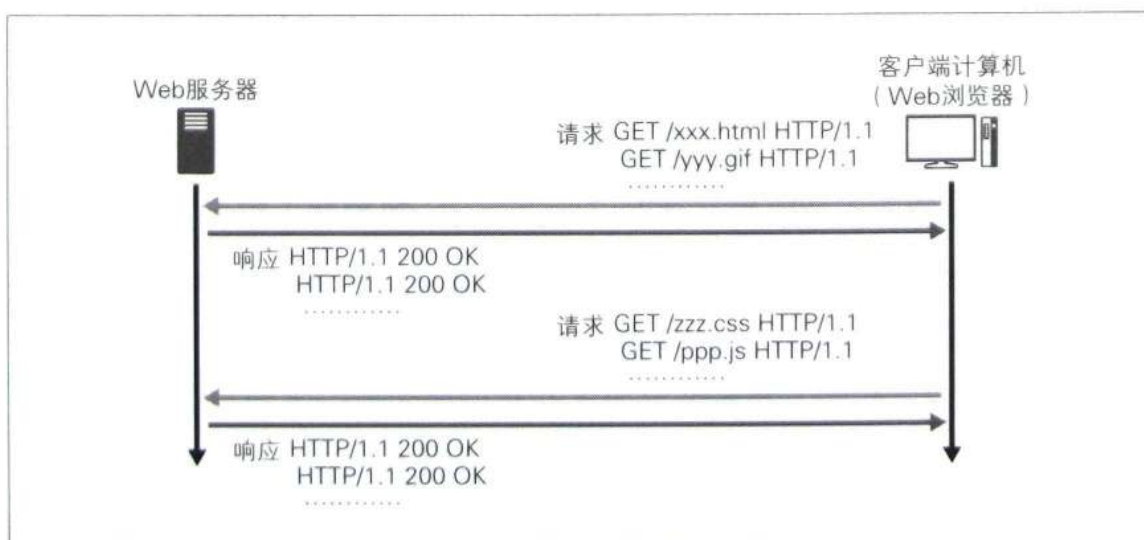 Web服务器
客户端计算机
（Web浏览器）
请求 GET /xxx.html HTTP/1.1
GET /yyy.gif HTTP/1.1
............
响应 HTTP/1.1 200 OK
HTTP/1.1 200 OK
............
请求 GET /zzz.css HTTP/1.1
GET /ppp.js HTTP/1.1
............
响应 HTTP/1.1 200 OK
HTTP/1.1 200 OK
............